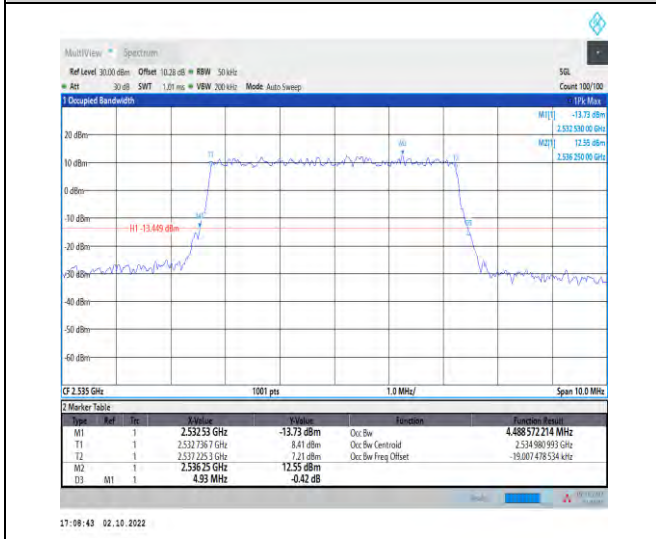 MultiView Spectrum
Ref Level 30.00 dBm Offset 10.28 dB RBW 50 kHz SGL
Att 30 dB SWT 1.01 ms VBW 200 kHz Mode Auto Sweep Count 100/100
1 Occupied Bandwidth 1Pk Max
M1[1] -13.73 dBm
2.532 530 00 GHz
M2[1] 12.55 dBm
2.536 250 00 GHz
20 dBm
10 dBm
0 dBm
-10 dBm
H1 -13.449 dBm
-30 dBm
-40 dBm
-50 dBm
-60 dBm
T1
M2
CF 2.535 GHz 1001 pts 1.0 MHz/ Span 10.0 MHz
2 Marker Table
Type Ref Trc X-Value Y-Value Function Function Result
M1 1 2.532 53 GHz -13.73 dBm Occ Bw 4.488 572 214 MHz
T1 1 2.532 736 7 GHz 8.41 dBm Occ Bw Centroid 2.534 980 993 GHz
T2 1 2.537 225 3 GHz 7.21 dBm Occ Bw Freq Offset -19.007 478 534 kHz
M2 1 2.536 25 GHz 12.55 dBm
D3 M1 1 4.93 MHz -0.42 dB
17:08:43 02.10.2022